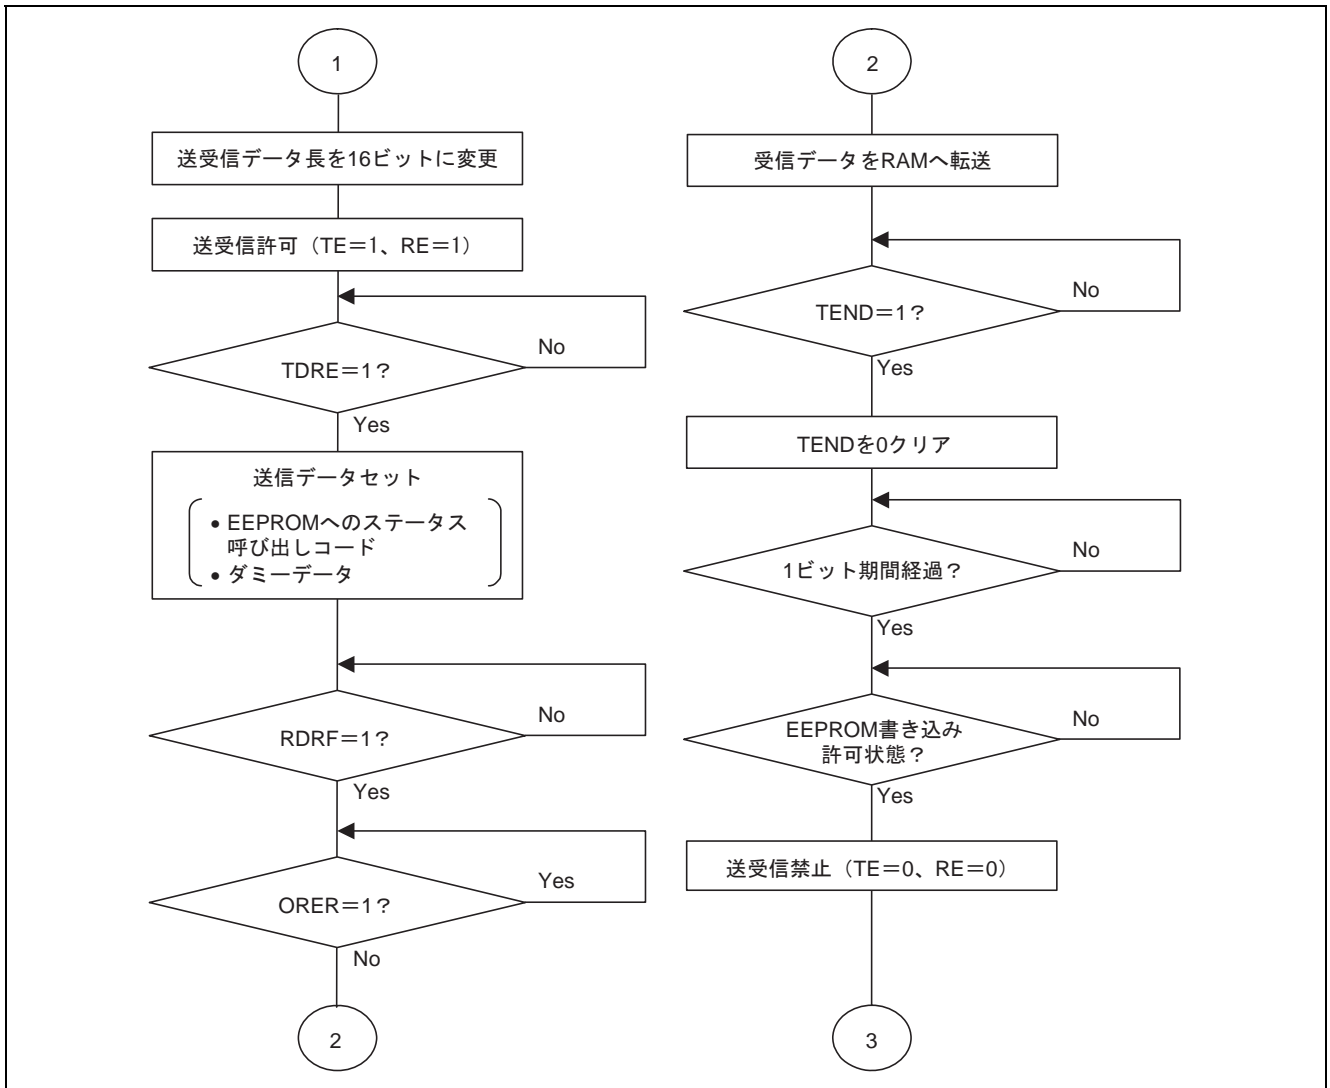 1
送受信データ長を16ビットに変更
送受信許可（TE＝1、RE＝1）
TDRE＝1？
No
Yes
送信データセット
• EEPROMへのステータス
呼び出しコード
• ダミーデータ
RDRF＝1？
No
Yes
ORER＝1？
Yes
No
2
2
受信データをRAMへ転送
TEND＝1？
No
Yes
TENDを0クリア
1ビット期間経過？
No
Yes
EEPROM書き込み
許可状態？
No
Yes
送受信禁止（TE＝0、RE＝0）
3